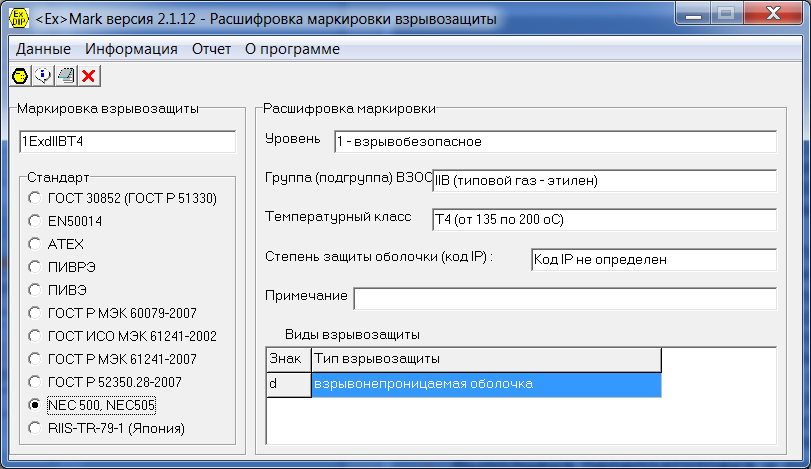 Ex
DIP
<Ex>Mark версия 2.1.12 - Расшифровка маркировки взрывозащиты
Данные Информация Отчет О программе
Маркировка взрывозащиты
1ExdIIBT4
Стандарт
ГОСТ 30852 (ГОСТ Р 51330)
EN50014
ATEX
ПИВРЭ
ПИВЭ
ГОСТ Р МЭК 60079-2007
ГОСТ ИСО МЭК 61241-2002
ГОСТ Р МЭК 61241-2007
ГОСТ Р 52350.28-2007
NEC 500, NEC505
RIIS-TR-79-1 (Япония)
Расшифровка маркировки
Уровень 1 - взрывобезопасное
Группа (подгруппа) ВЗОС IIB (типовой газ - этилен)
Температурный класс T4 (от 135 по 200 оС)
Степень защиты оболочки (код IP) : Код IP не определен
Примечание
Виды взрывозащиты
Знак Тип взрывозащиты
d взрывонепроницаемая оболочка